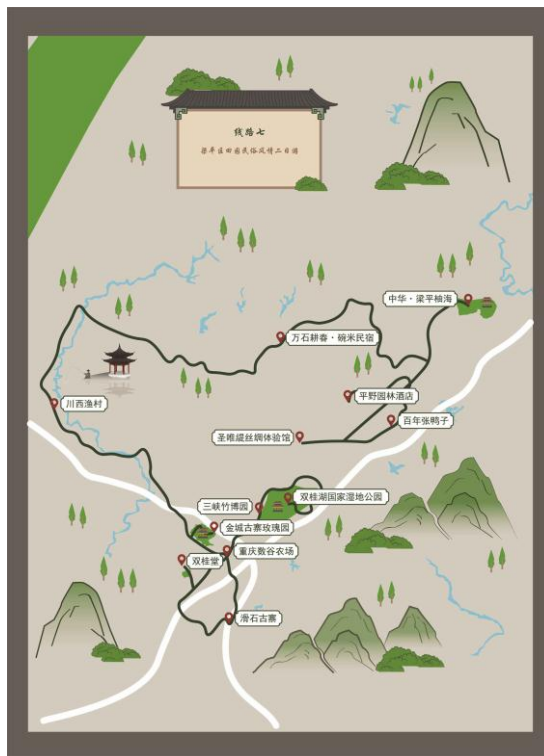 线路七
梁平区田园民俗风情二日游
中华·梁平柚海
万石耕春·碗米民宿
平野园林酒店
川西渔村
百年张鸭子
圣唯缇丝绸体验馆
双桂湖国家湿地公园
三峡竹博园
金城古寨玫瑰园
重庆数谷农场
双桂堂
滑石古寨